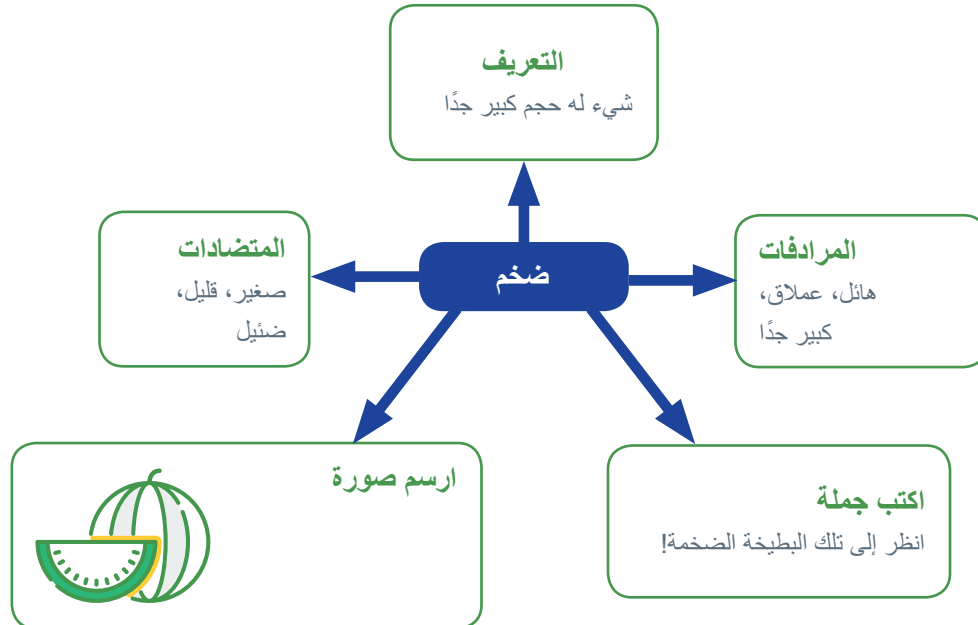 التعريف
شيء له حجم كبير جدًا
المرادفات
هائل، عملاق،
كبير جدًا
ضخم
المتضادات
صغير، قليل،
ضئيل
اكتب جملة
انظر إلى تلك البطيخة الضخمة!
ارسم صورة